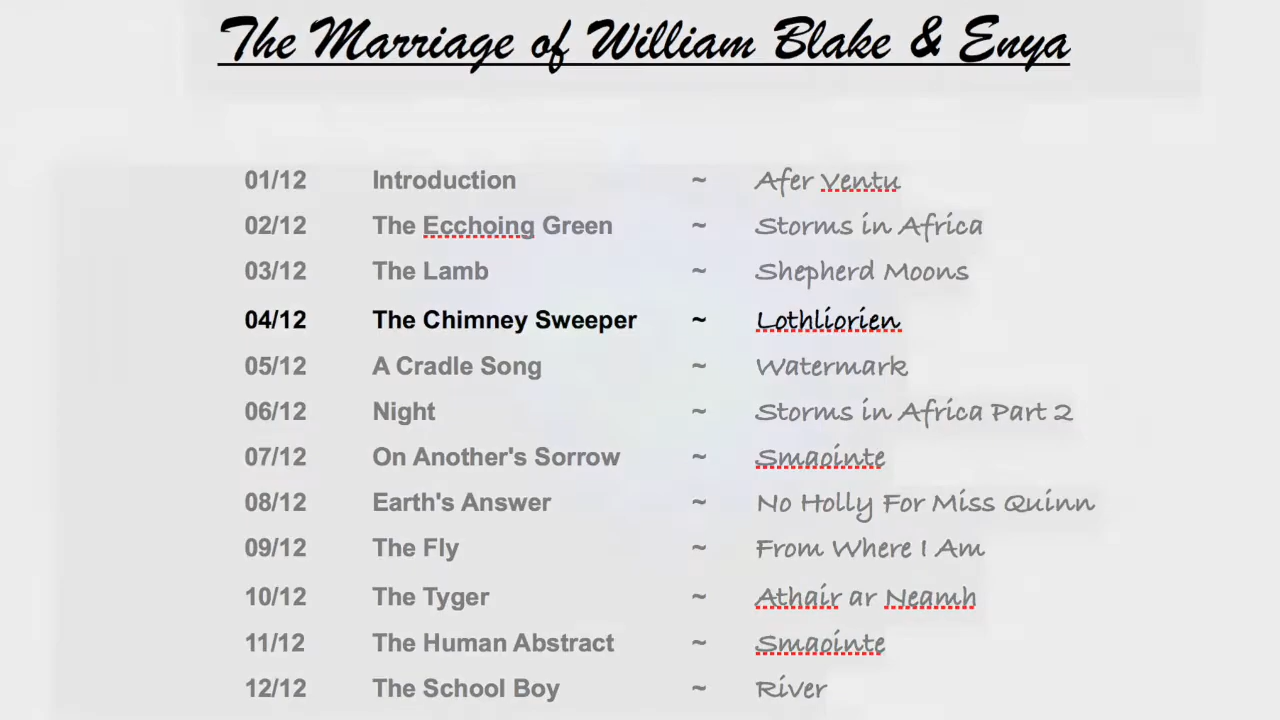 The Marriage of William Blake & Enya
01/12 Introduction ~ Afer Ventu
02/12 The Ecchoing Green ~ Storms in Africa
03/12 The Lamb ~ Shepherd Moons
04/12 The Chimney Sweeper ~ Lothliorien
05/12 A Cradle Song ~ Watermark
06/12 Night ~ Storms in Africa Part 2
07/12 On Another's Sorrow ~ Smaointe
08/12 Earth's Answer ~ No Holly For Miss Quinn
09/12 The Fly ~ From Where I Am
10/12 The Tyger ~ Athair ar Neamh
11/12 The Human Abstract ~ Smaointe
12/12 The School Boy ~ River